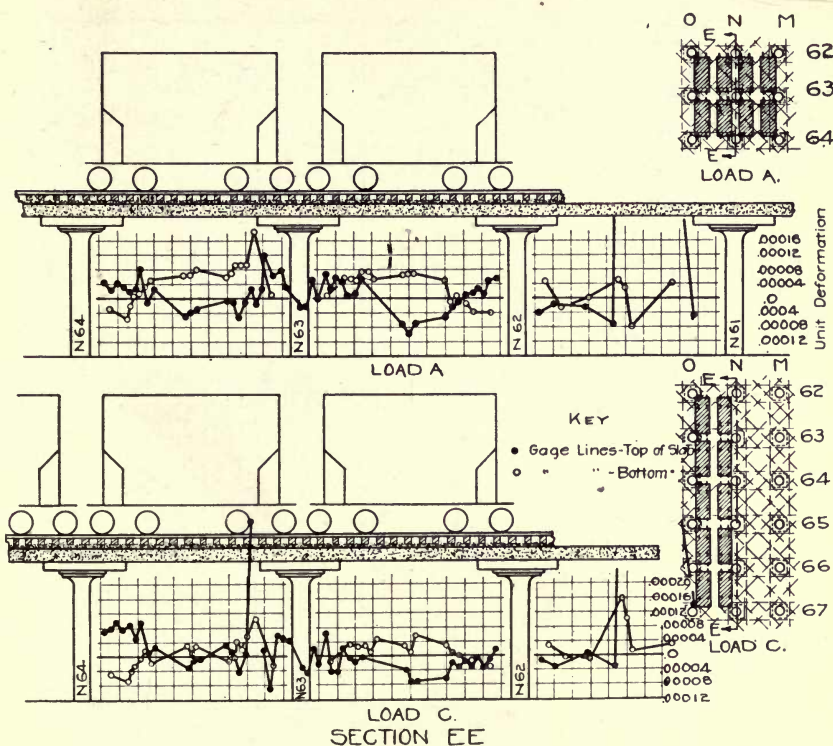 O N M
E
62
63
64
E
LOAD A.
.00016
.00012
.00008
.00004
.0
.0004
.00008
.00012
Unit Deformation
N64
N63
N62
N61
LOAD A
KEY
• Gage Lines-Top of Slab
○ " " -Bottom "
O N M
E
62
63
64
65
66
67
E
LOAD C.
.00020
.00016
.00012
.00008
.00004
0
.00004
.00008
.00012
N64
N63
N62
LOAD C.
SECTION EE